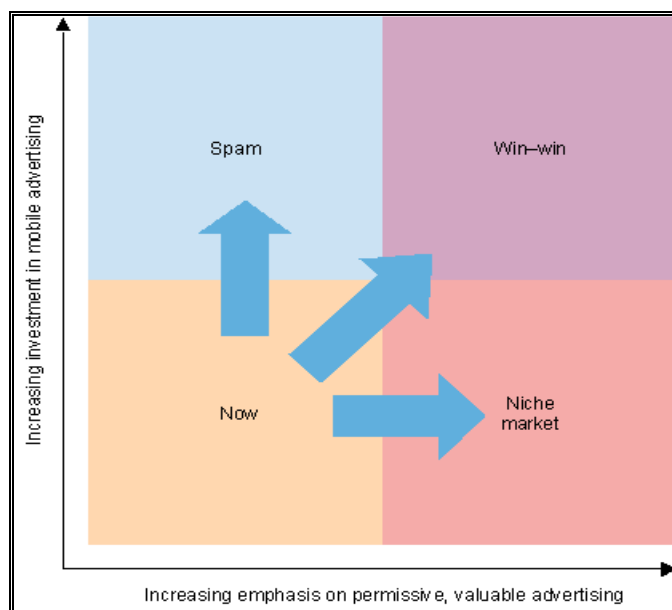 Increasing investment in mobile advertising
Spam
Win–win
Now
Niche
market
Increasing emphasis on permissive, valuable advertising